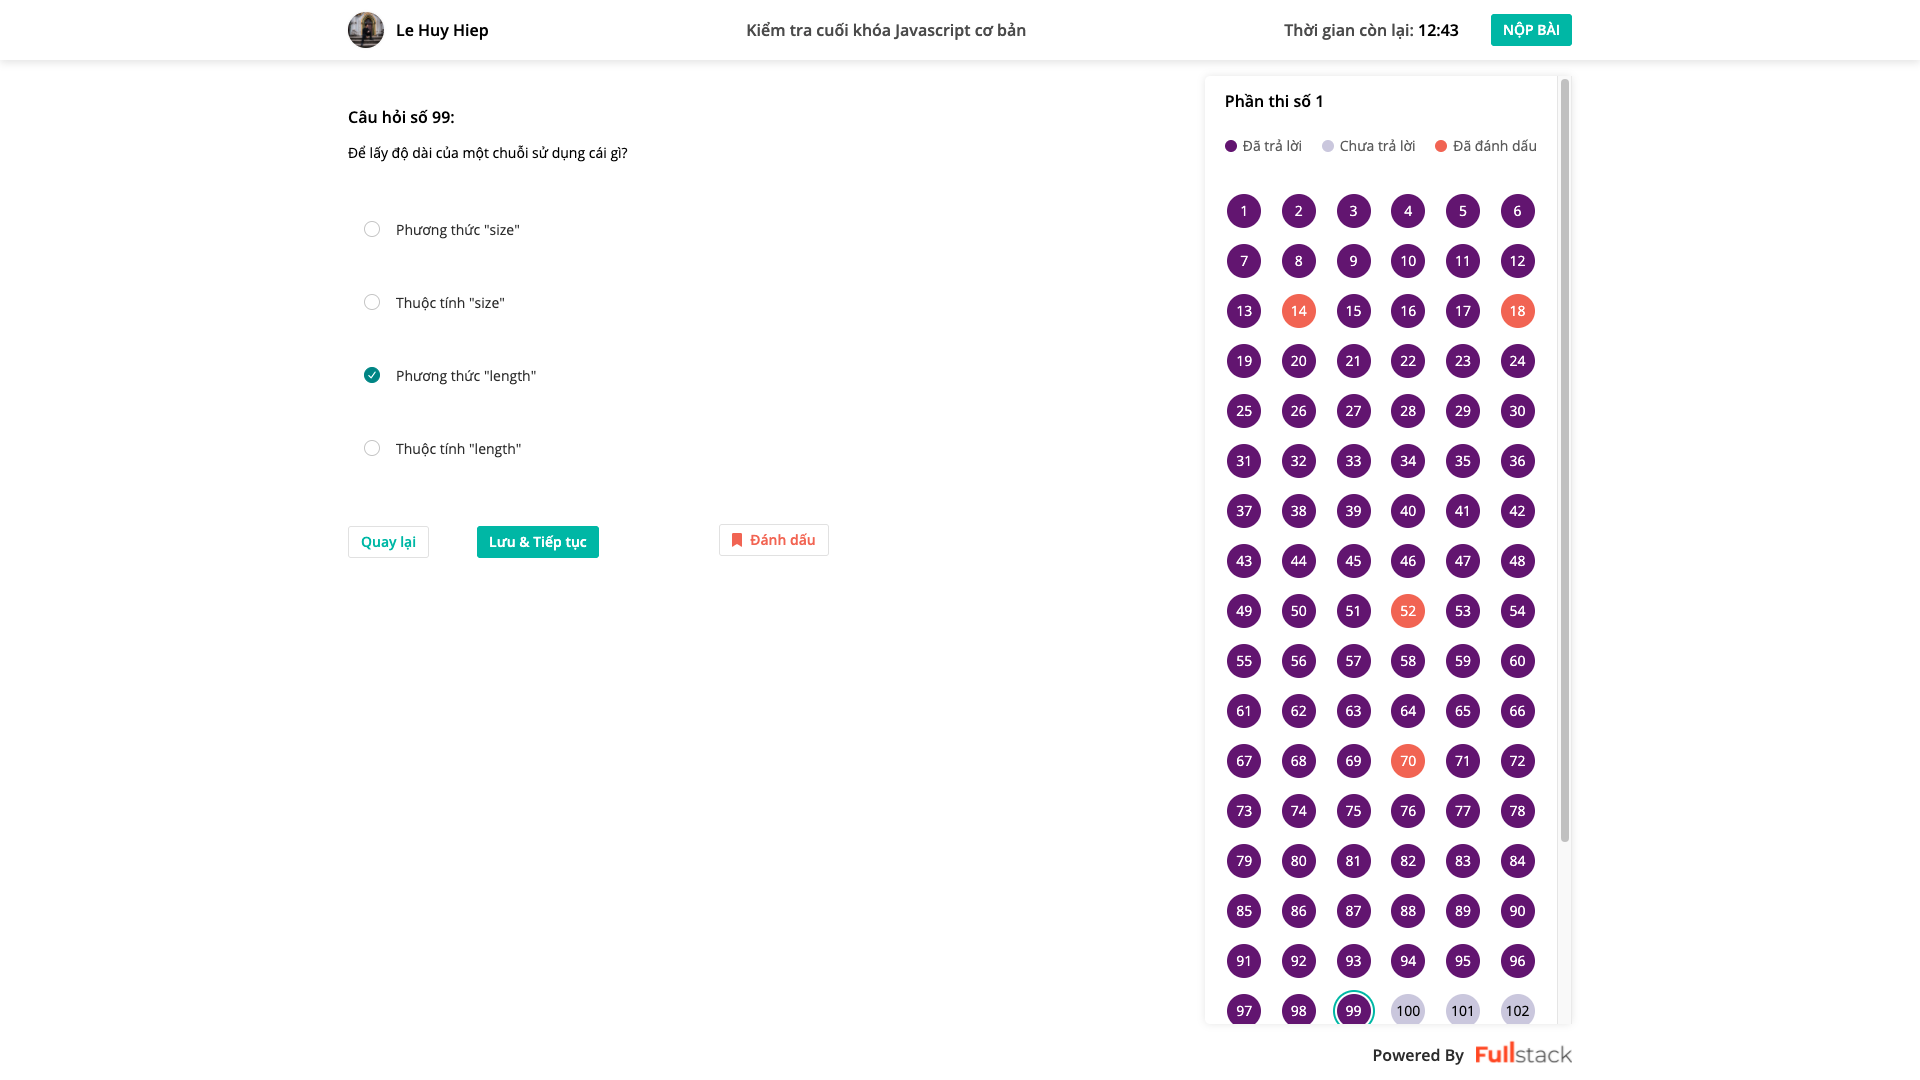 Le Huy Hiep
Kiểm tra cuối khóa Javascript cơ bản
Thời gian còn lại: 12:43
NỘP BÀI
Câu hỏi số 99:
Để lấy độ dài của một chuỗi sử dụng cái gì?
Phương thức "size"
Thuộc tính "size"
Phương thức "length"
Thuộc tính "length"
Quay lại
Lưu & Tiếp tục
Đánh dấu
Phần thi số 1
Đã trả lời Chưa trả lời Đã đánh dấu
1 2 3 4 5 6
7 8 9 10 11 12
13 14 15 16 17 18
19 20 21 22 23 24
25 26 27 28 29 30
31 32 33 34 35 36
37 38 39 40 41 42
43 44 45 46 47 48
49 50 51 52 53 54
55 56 57 58 59 60
61 62 63 64 65 66
67 68 69 70 71 72
73 74 75 76 77 78
79 80 81 82 83 84
85 86 87 88 89 90
91 92 93 94 95 96
97 98 99 100 101 102
Powered By Fullstack